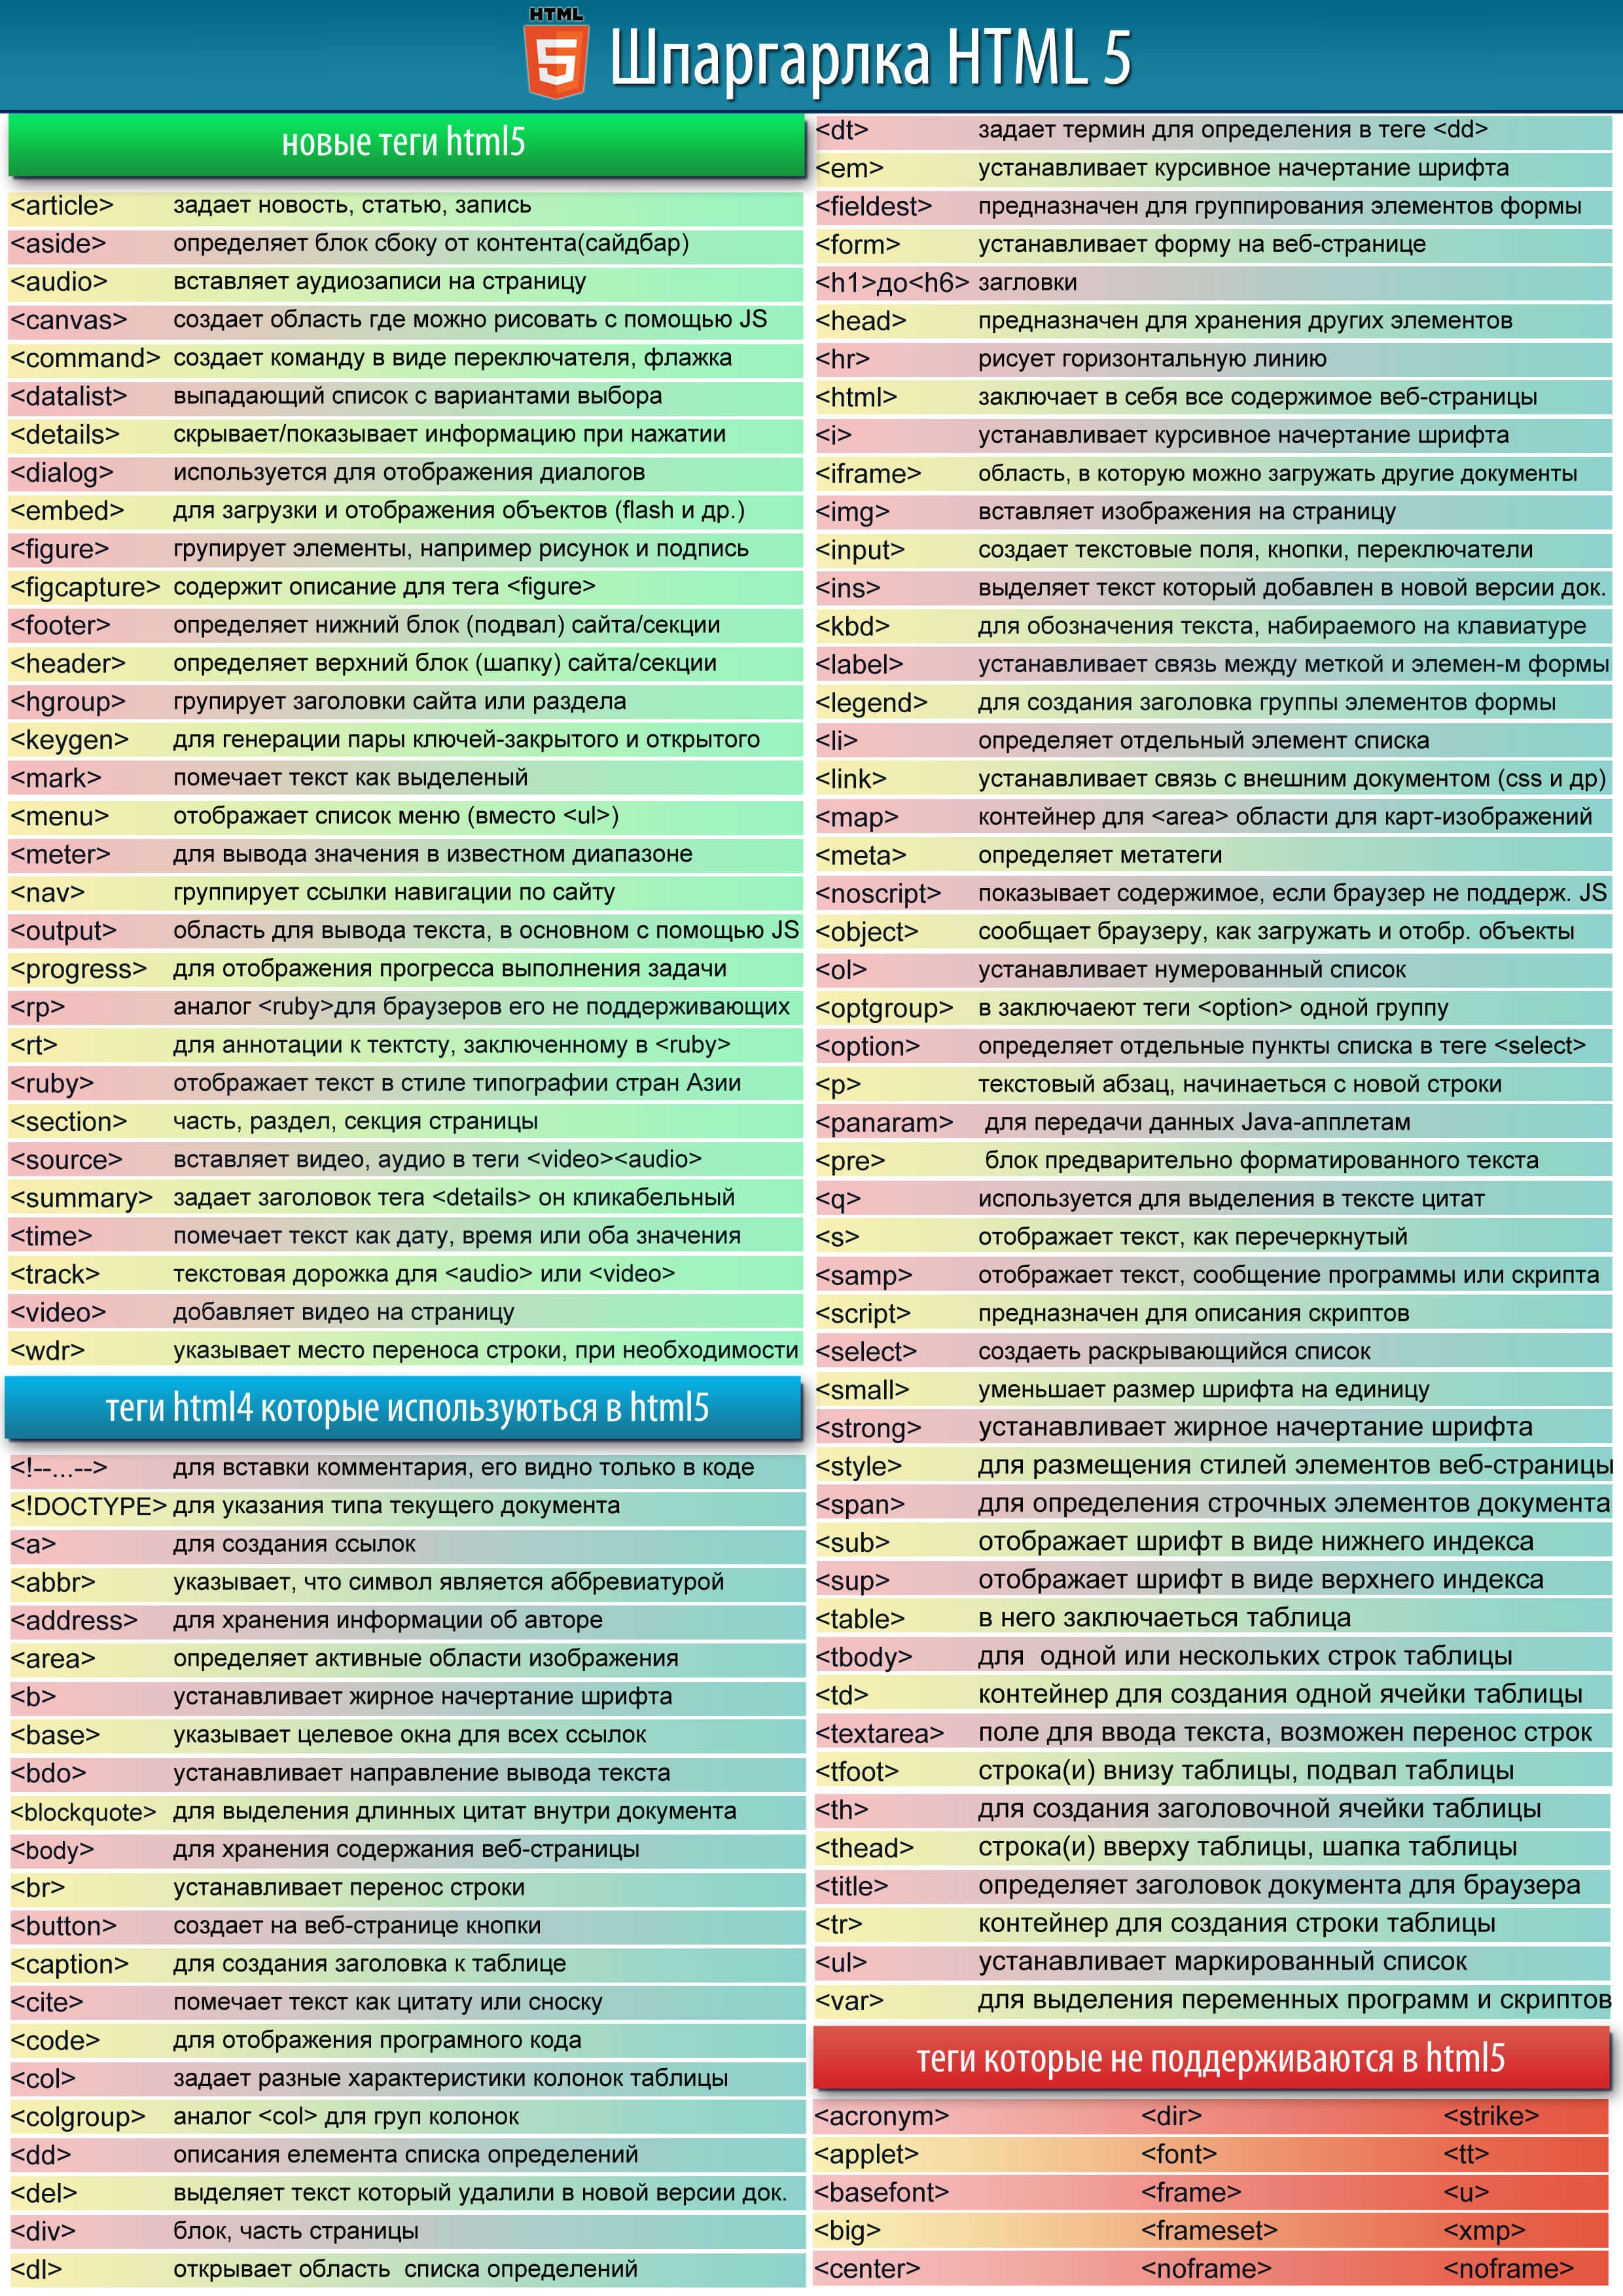 HTML
5
Шпаргарлка HTML 5
новые теги html5
<article> задает новость, статью, запись
<aside> определяет блок сбоку от контента(сайдбар)
<audio> вставляет аудиозаписи на страницу
<canvas> создает область где можно рисовать с помощью JS
<command> создает команду в виде переключателя, флажка
<datalist> выпадающий список с вариантами выбора
<details> скрывает/показывает информацию при нажатии
<dialog> используется для отображения диалогов
<embed> для загрузки и отображения объектов (flash и др.)
<figure> групирует элементы, например рисунок и подпись
<figcapture> содержит описание для тега <figure>
<footer> определяет нижний блок (подвал) сайта/секции
<header> определяет верхний блок (шапку) сайта/секции
<hgroup> групирует заголовки сайта или раздела
<keygen> для генерации пары ключей-закрытого и открытого
<mark> помечает текст как выделеный
<menu> отображает список меню (вместо <ul>)
<meter> для вывода значения в известном диапазоне
<nav> группирует ссылки навигации по сайту
<output> область для вывода текста, в основном с помощью JS
<progress> для отображения прогресса выполнения задачи
<rp> аналог <ruby>для браузеров его не поддерживающих
<rt> для аннотации к тектсту, заключенному в <ruby>
<ruby> отображает текст в стиле типографии стран Азии
<section> часть, раздел, секция страницы
<source> вставляет видео, аудио в теги <video><audio>
<summary> задает заголовок тега <details> он кликабельный
<time> помечает текст как дату, время или оба значения
<track> текстовая дорожка для <audio> или <video>
<video> добавляет видео на страницу
<wdr> указывает место переноса строки, при необходимости
теги html4 которые используються в html5
<!--...--> для вставки комментария, его видно только в коде
<!DOCTYPE> для указания типа текущего документа
<a> для создания ссылок
<abbr> указывает, что символ является аббревиатурой
<address> для хранения информации об авторе
<area> определяет активные области изображения
<b> устанавливает жирное начертание шрифта
<base> указывает целевое окна для всех ссылок
<bdo> устанавливает направление вывода текста
<blockquote> для выделения длинных цитат внутри документа
<body> для хранения содержания веб-страницы
<br> устанавливает перенос строки
<button> создает на веб-странице кнопки
<caption> для создания заголовка к таблице
<cite> помечает текст как цитату или сноску
<code> для отображения програмного кода
<col> задает разные характеристики колонок таблицы
<colgroup> аналог <col> для груп колонок
<dd> описания елемента списка определений
<del> выделяет текст который удалили в новой версии док.
<div> блок, часть страницы
<dl> открывает область списка определений
<dt> задает термин для определения в теге <dd>
<em> устанавливает курсивное начертание шрифта
<fieldest> предназначен для группирования элементов формы
<form> устанавливает форму на веб-странице
<h1>до<h6> загловки
<head> предназначен для хранения других элементов
<hr> рисует горизонтальную линию
<html> заключает в себя все содержимое веб-страницы
<i> устанавливает курсивное начертание шрифта
<iframe> область, в которую можно загружать другие документы
<img> вставляет изображения на страницу
<input> создает текстовые поля, кнопки, переключатели
<ins> выделяет текст который добавлен в новой версии док.
<kbd> для обозначения текста, набираемого на клавиатуре
<label> устанавливает связь между меткой и элемен-м формы
<legend> для создания заголовка группы элементов формы
<li> определяет отдельный элемент списка
<link> устанавливает связь с внешним документом (css и др)
<map> контейнер для <area> области для карт-изображений
<meta> определяет метатеги
<noscript> показывает содержимое, если браузер не поддерж. JS
<object> сообщает браузеру, как загружать и отобр. объекты
<ol> устанавливает нумерованный список
<optgroup> в заключаеют теги <option> одной группу
<option> определяет отдельные пункты списка в теге <select>
<p> текстовый абзац, начинаеться с новой строки
<panaram> для передачи данных Java-апплетам
<pre> блок предварительно форматированного текста
<q> используется для выделения в тексте цитат
<s> отображает текст, как перечеркнутый
<samp> отображает текст, сообщение программы или скрипта
<script> предназначен для описания скриптов
<select> создаеть раскрывающийся список
<small> уменьшает размер шрифта на единицу
<strong> устанавливает жирное начертание шрифта
<style> для размещения стилей элементов веб-страницы
<span> для определения строчных элементов документа
<sub> отображает шрифт в виде нижнего индекса
<sup> отображает шрифт в виде верхнего индекса
<table> в него заключаеться таблица
<tbody> для одной или нескольких строк таблицы
<td> контейнер для создания одной ячейки таблицы
<textarea> поле для ввода текста, возможен перенос строк
<tfoot> строка(и) внизу таблицы, подвал таблицы
<th> для создания заголовочной ячейки таблицы
<thead> строка(и) вверху таблицы, шапка таблицы
<title> определяет заголовок документа для браузера
<tr> контейнер для создания строки таблицы
<ul> устанавливает маркированный список
<var> для выделения переменных программ и скриптов
теги которые не поддерживаются в html5
<acronym> <dir> <strike>
<applet> <font> <tt>
<basefont> <frame> <u>
<big> <frameset> <xmp>
<center> <noframe> <noframe>